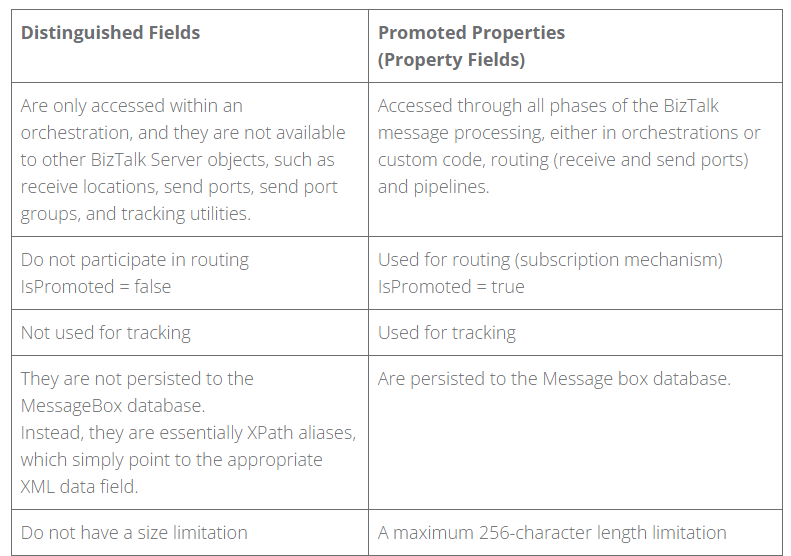 Distinguished Fields
Promoted Properties
(Property Fields)
Are only accessed within an
orchestration, and they are not available
to other BizTalk Server objects, such as
receive locations, send ports, send port
groups, and tracking utilities.
Accessed through all phases of the BizTalk
message processing, either in orchestrations or
custom code, routing (receive and send ports)
and pipelines.
Do not participate in routing
IsPromoted = false
Used for routing (subscription mechanism)
IsPromoted = true
Not used for tracking
Used for tracking
They are not persisted to the
MessageBox database.
Instead, they are essentially XPath aliases,
which simply point to the appropriate
XML data field.
Are persisted to the Message box database.
Do not have a size limitation
A maximum 256-character length limitation